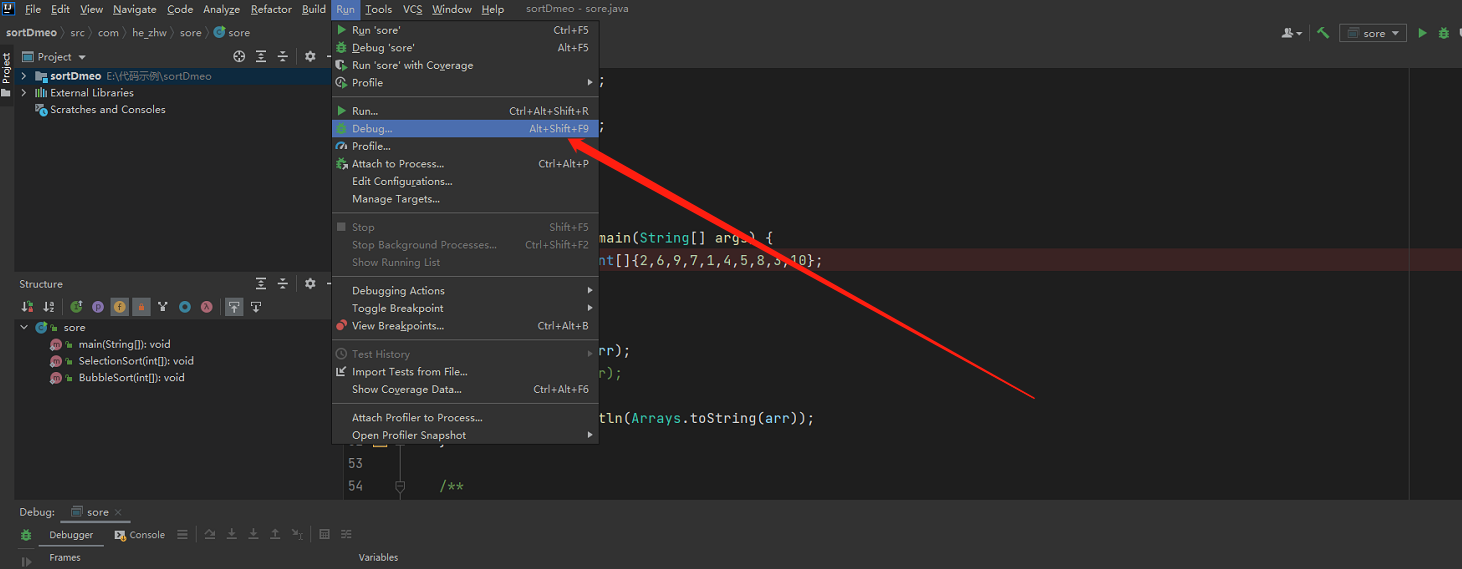 File Edit View Navigate Code Analyze Refactor Build Run Tools VCS Window Help sortDmeo - sore.java
sortDmeo src com he_zhw sore sore
sore
Project
Project
sortDmeo E:\代码示例\sortDmeo
External Libraries
Scratches and Consoles
Run 'sore' Ctrl+F5
Debug 'sore' Alt+F5
Run 'sore' with Coverage
Profile
Run... Ctrl+Alt+Shift+R
Debug... Alt+Shift+F9
Profile...
Attach to Process... Ctrl+Alt+P
Edit Configurations...
Manage Targets...
Stop Shift+F5
Stop Background Processes... Ctrl+Shift+F2
Show Running List
Debugging Actions
Toggle Breakpoint
View Breakpoints... Ctrl+Alt+B
Test History
Import Tests from File...
Show Coverage Data... Ctrl+Alt+F6
Attach Profiler to Process...
Open Profiler Snapshot
;
;
main(String[] args) {
nt[]{2,6,9,7,1,4,5,8,3,10};
rr);
r);
tln(Arrays.toString(arr));
53
54 /**
Structure
sore
main(String[]): void
SelectionSort(int[]): void
BubbleSort(int[]): void
Debug: sore
Debugger Console
Frames Variables